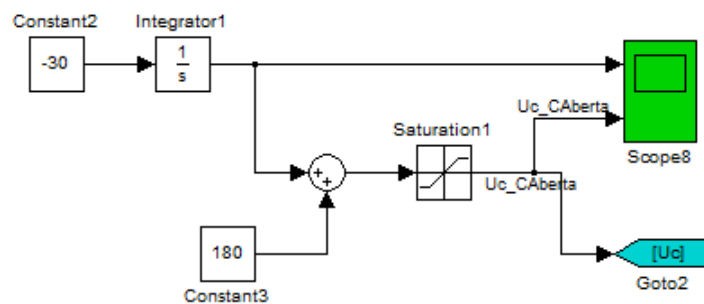 Constant2
Integrator1
-30
1
s
Uc_CAberta
Scope8
Saturation1
+
+
Uc_CAberta
180
Constant3
[Uc]
Goto2